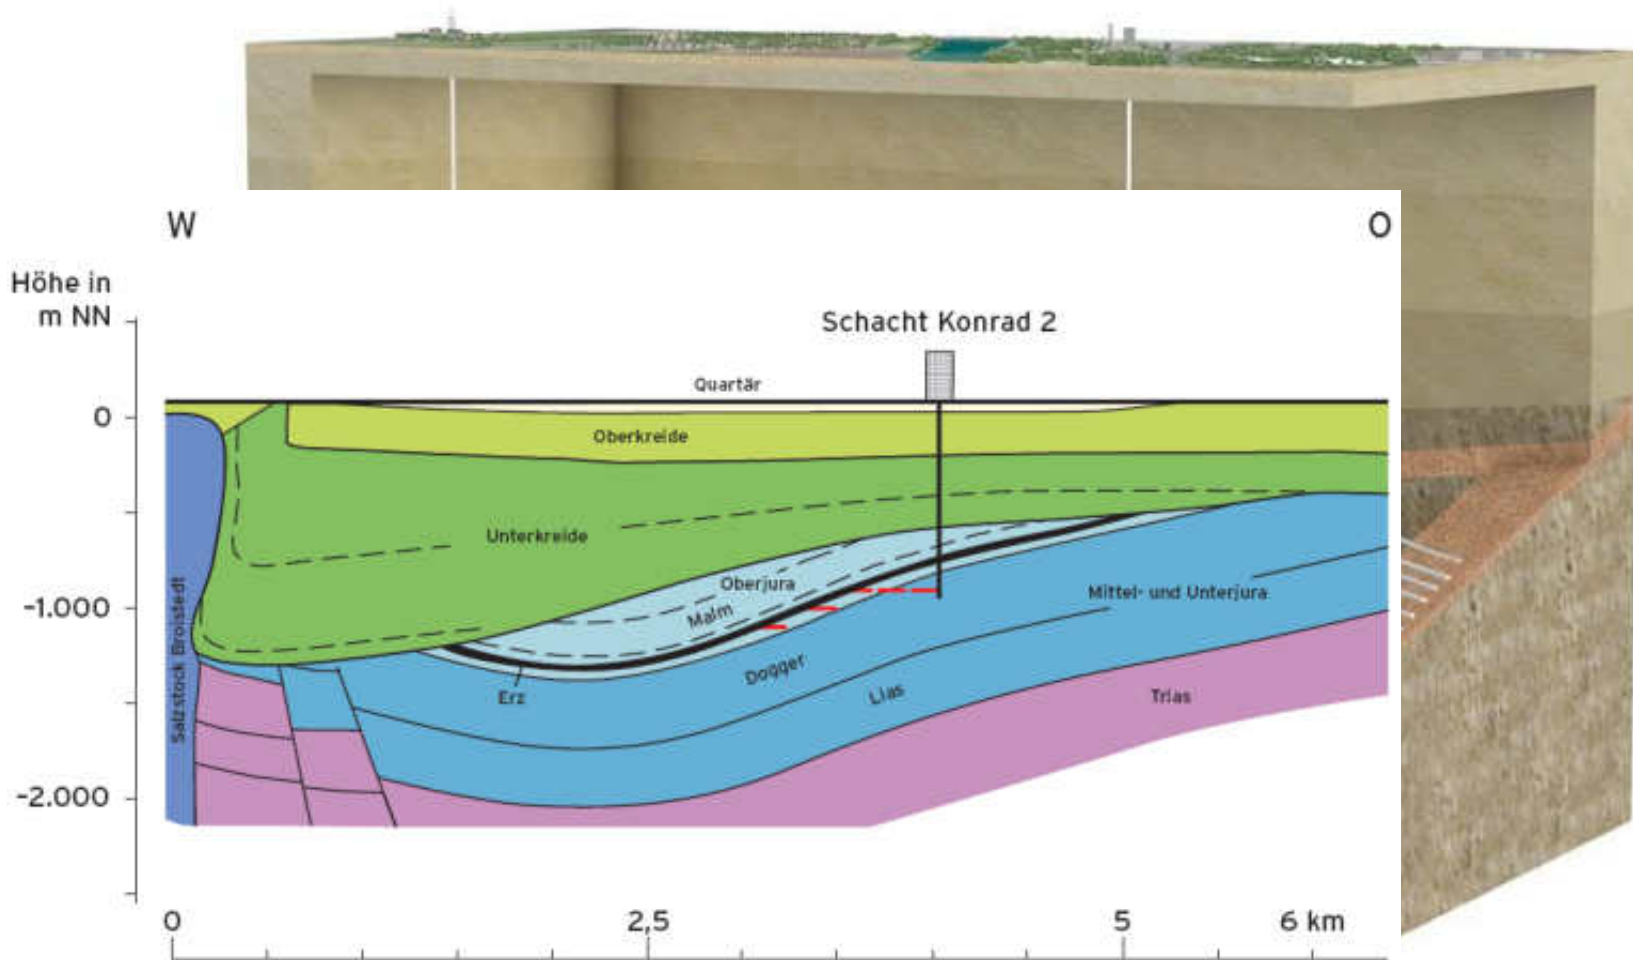 W
O
Höhe in
m NN
Schacht Konrad 2
Quartär
0
Oberkreide
Unterkreide
Oberjura
Malm
-1.000
Mittel- und Unterjura
Dogger
Lias
Erz
Trias
Salzstock Broistedt
-2.000
0
2,5
5
6 km